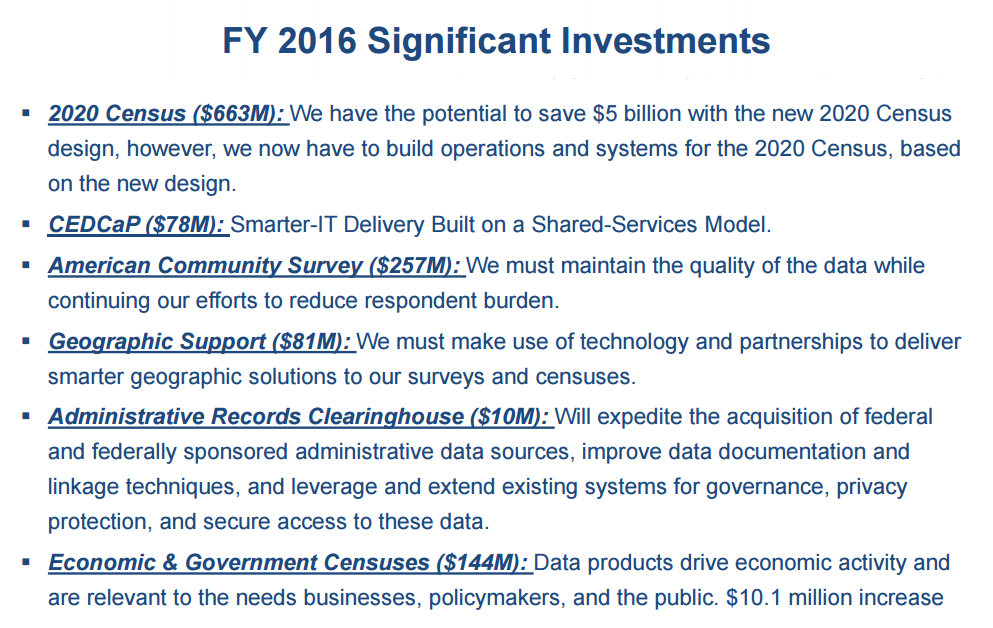 FY 2016 Significant Investments
▪ 2020 Census ($663M): We have the potential to save $5 billion with the new 2020 Census
design, however, we now have to build operations and systems for the 2020 Census, based
on the new design.
▪ CEDCaP ($78M): Smarter-IT Delivery Built on a Shared-Services Model.
▪ American Community Survey ($257M): We must maintain the quality of the data while
continuing our efforts to reduce respondent burden.
▪ Geographic Support ($81M): We must make use of technology and partnerships to deliver
smarter geographic solutions to our surveys and censuses.
▪ Administrative Records Clearinghouse ($10M): Will expedite the acquisition of federal
and federally sponsored administrative data sources, improve data documentation and
linkage techniques, and leverage and extend existing systems for governance, privacy
protection, and secure access to these data.
▪ Economic & Government Censuses ($144M): Data products drive economic activity and
are relevant to the needs businesses, policymakers, and the public. $10.1 million increase